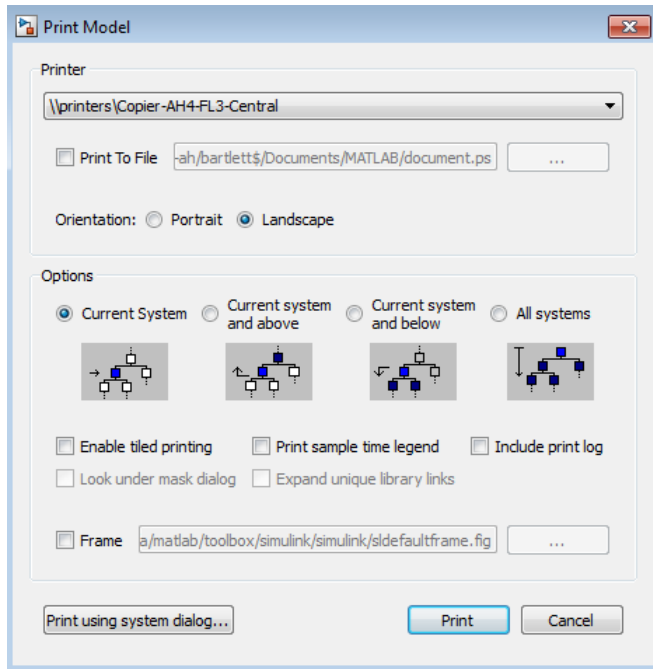 Print Model
Printer
\\printers\Copier-AH4-FL3-Central
Print To File -ah/bartlett$/Documents/MATLAB/document.ps ...
Orientation: Portrait Landscape
Options
Current System Current system and above Current system and below All systems
Enable tiled printing Print sample time legend Include print log
Look under mask dialog Expand unique library links
Frame a/matlab/toolbox/simulink/simulink/sldefaultframe.fig ...
Print using system dialog... Print Cancel